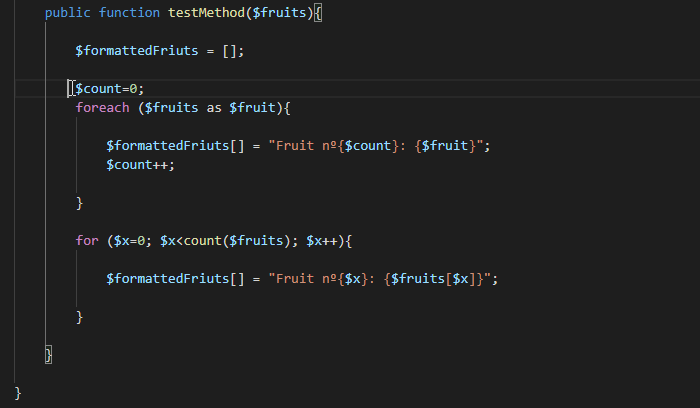 public function testMethod($fruits){
$formattedFriuts = [];
$count=0;
foreach ($fruits as $fruit){
$formattedFriuts[] = "Fruit nº{$count}: {$fruit}";
$count++;
}
for ($x=0; $x<count($fruits); $x++){
$formattedFriuts[] = "Fruit nº{$x}: {$fruits[$x]}";
}
}
}